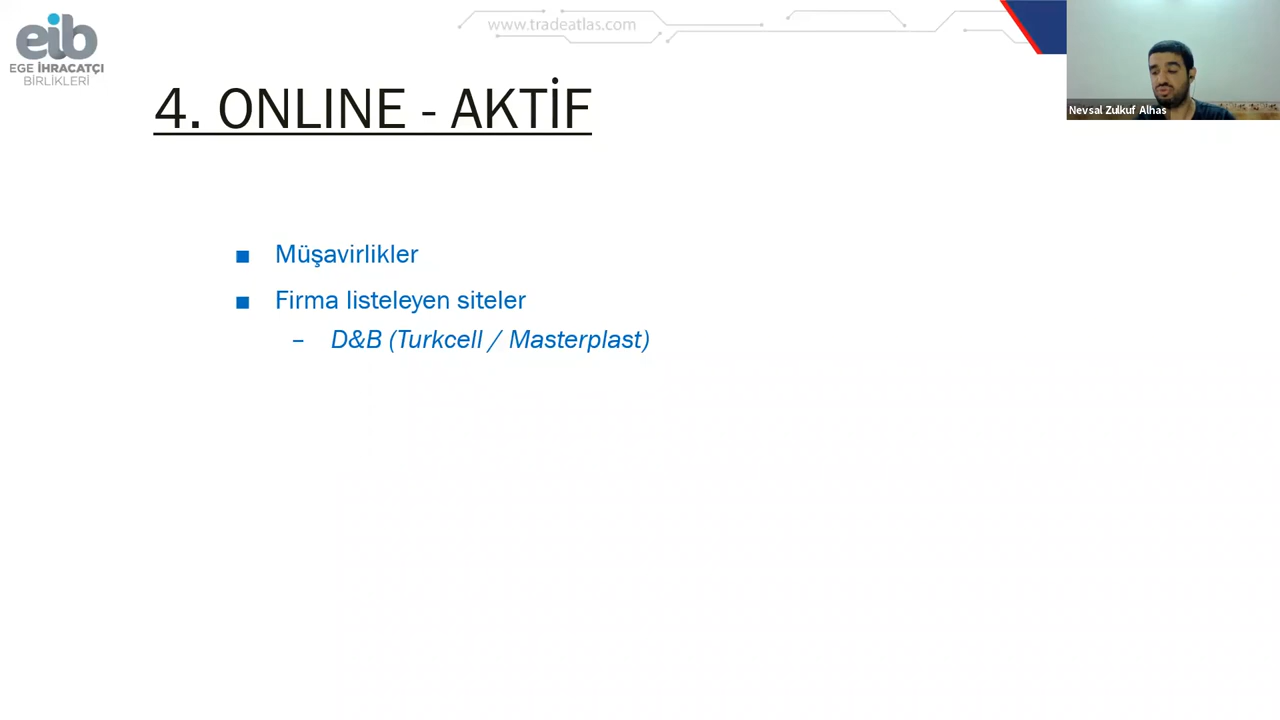 www.tradeatlas.com
eib
EGE İHRACATÇI
BİRLİKLERİ
4. ONLINE - AKTİF
Nevsal Zulkuf Alhas
■ Müşavirlikler
■ Firma listeleyen siteler
– D&B (Turkcell / Masterplast)